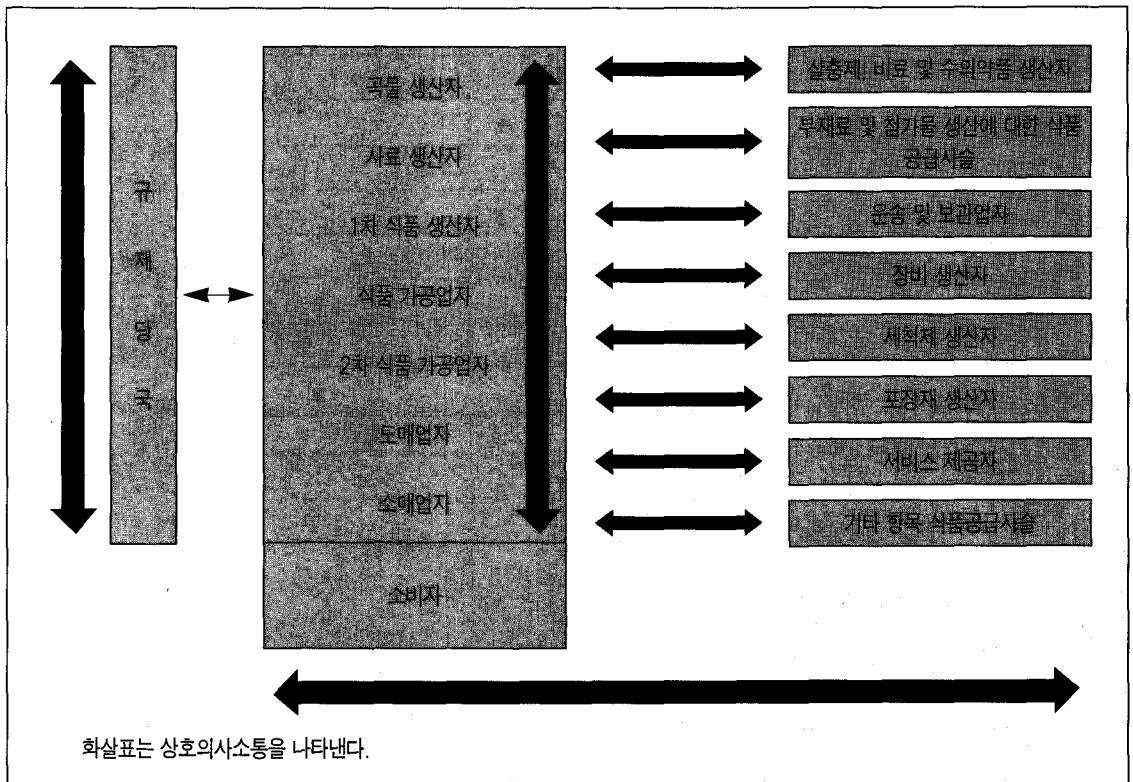 규
제
당
국
곡물 생산자
사료 생산자
1차 식품 생산자
식품 가공업자
2차 식품 가공업자
도매업자
소매업자
소비자
살충제, 비료 및 수의약품 생산자
부재료 및 첨가물 생산에 대한 식품
공급사슬
운송 및 보관업자
장비 생산자
세척제 생산자
포장재 생산자
서비스 제공자
기타 항목 식품공급사슬
화살표는 상호의사소통을 나타낸다.